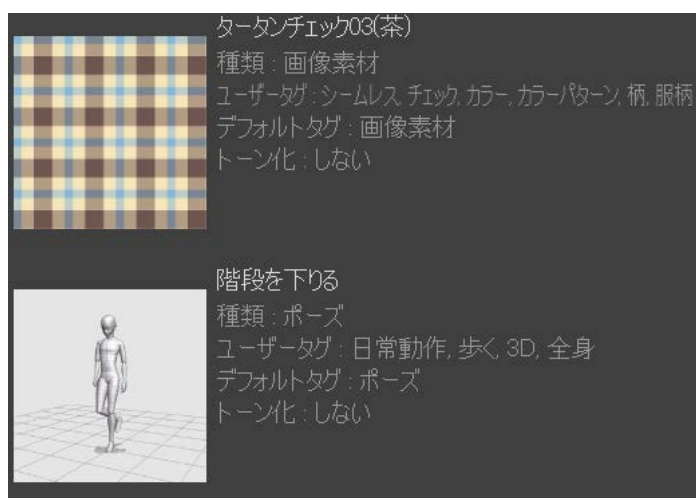 タータンチェック03(茶)
種類 : 画像素材
ユーザータグ : シームレス, チェック, カラー, カラーパターン, 柄, 服柄
デフォルトタグ : 画像素材
トーン化 : しない
階段を下りる
種類 : ポーズ
ユーザータグ : 日常動作, 歩く, 3D, 全身
デフォルトタグ : ポーズ
トーン化 : しない